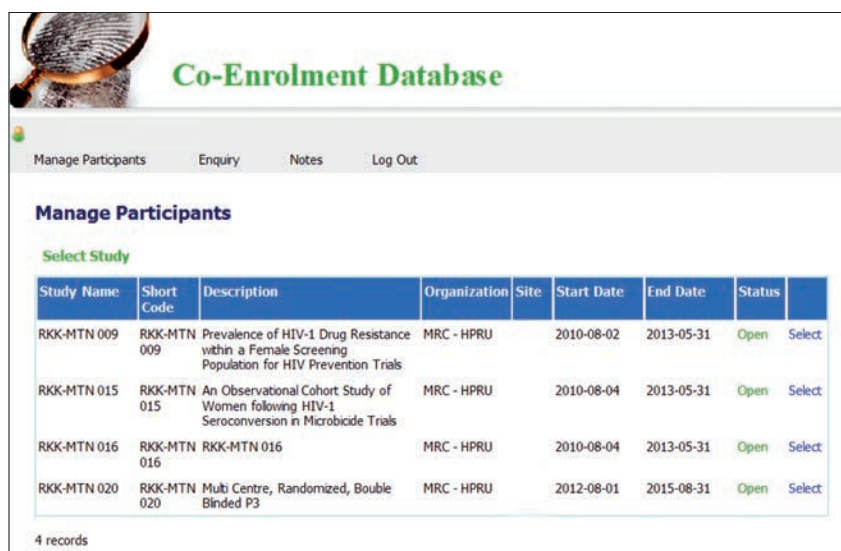 Co-Enrolment Database
Manage Participants Enquiry Notes Log Out
Manage Participants
Select Study
Study Name Short Code Description Organization Site Start Date End Date Status
RKK-MTN 009 RKK-MTN 009 Prevalence of HIV-1 Drug Resistance within a Female Screening Population for HIV Prevention Trials MRC - HPRU 2010-08-02 2013-05-31 Open Select
RKK-MTN 015 RKK-MTN 015 An Observational Cohort Study of Women following HIV-1 Seroconversion in Microbicide Trials MRC - HPRU 2010-08-04 2013-05-31 Open Select
RKK-MTN 016 RKK-MTN 016 RKK-MTN 016 MRC - HPRU 2010-08-04 2013-05-31 Open Select
RKK-MTN 020 RKK-MTN 020 Multi Centre, Randomized, Bouble Blinded P3 MRC - HPRU 2012-08-01 2015-08-31 Open Select
4 records